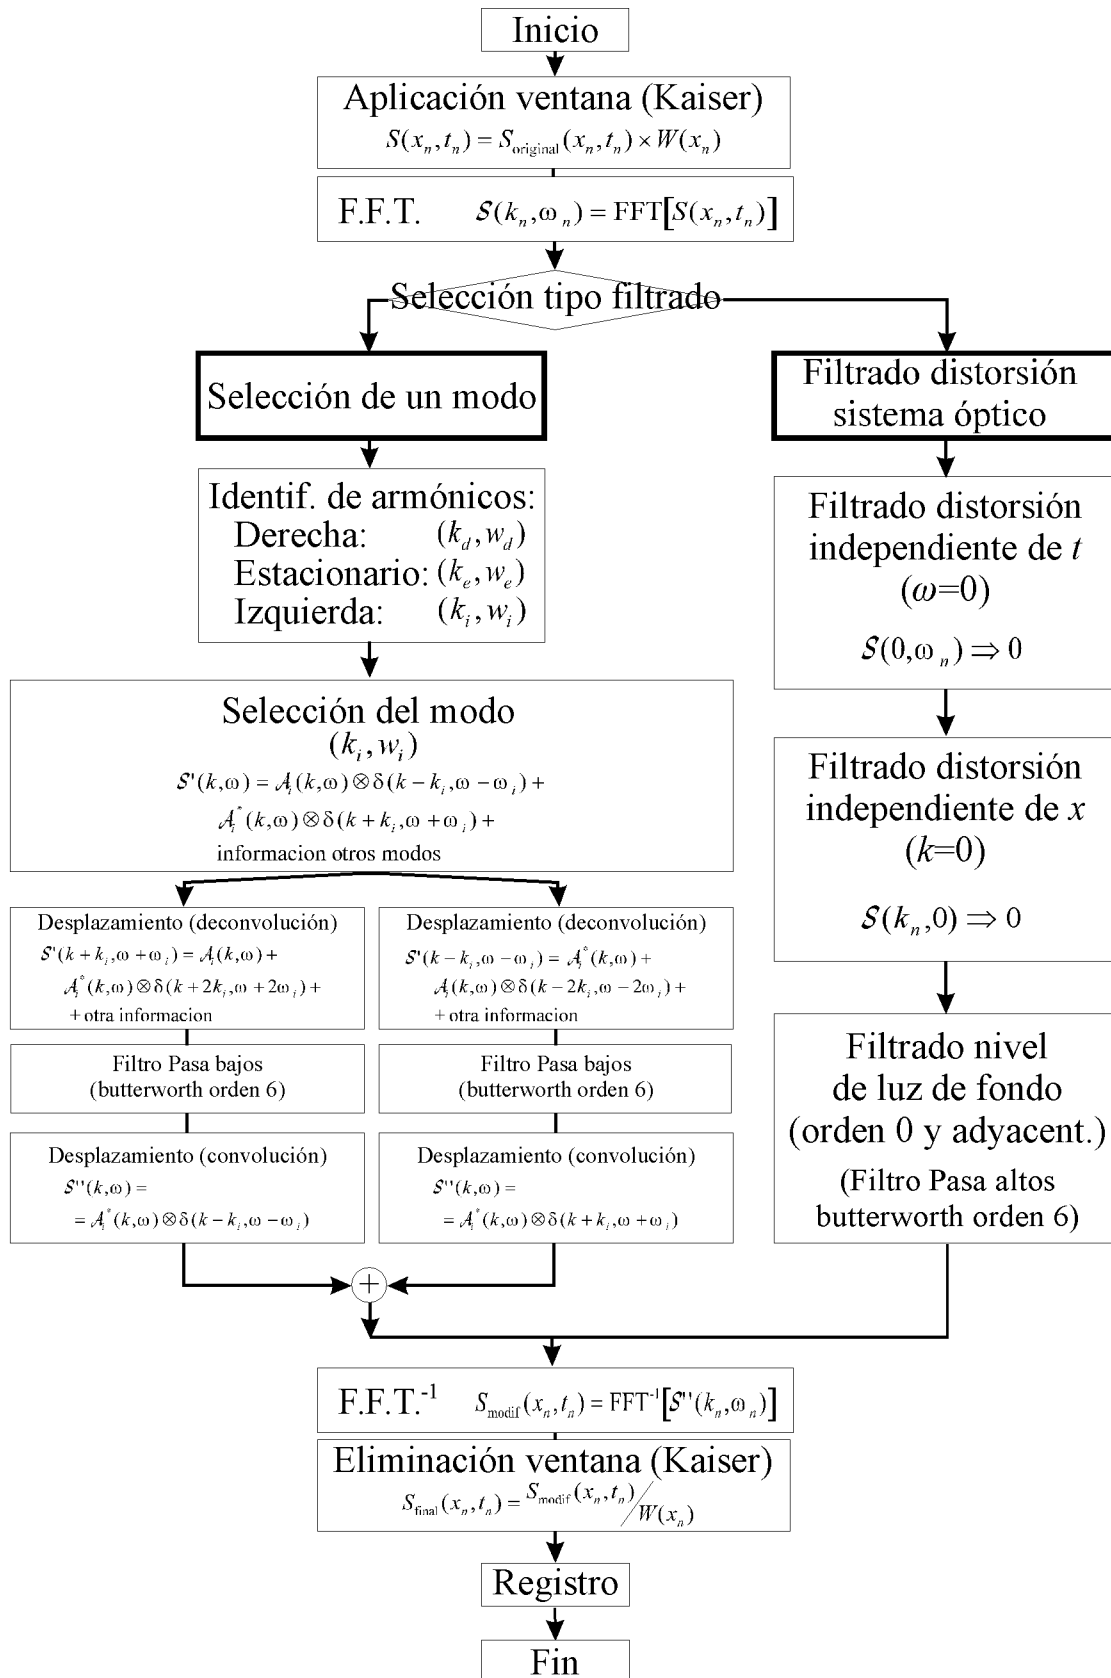 Inicio
Aplicación ventana (Kaiser)
S(x_n,t_n) = S_original(x_n,t_n) × W(x_n)
F.F.T. 𝒮(k_n,ω_n) = FFT[S(x_n,t_n)]
Selección tipo filtrado
Selección de un modo
Identif. de armónicos:
Derecha: (k_d,w_d)
Estacionario: (k_e,w_e)
Izquierda: (k_i,w_i)
Selección del modo
(k_i,w_i)
𝒮'(k,ω) = 𝒜_i(k,ω)⊗δ(k−k_i,ω−ω_i)+
𝒜_i^*(k,ω)⊗δ(k+k_i,ω+ω_i)+
informacion otros modos
Desplazamiento (deconvolución)
𝒮'(k+k_i,ω+ω_i) = 𝒜_i(k,ω)+
𝒜_i^*(k,ω)⊗δ(k+2k_i,ω+2ω_i)+
+ otra informacion
Filtro Pasa bajos
(butterworth orden 6)
Desplazamiento (convolución)
𝒮''(k,ω) =
= 𝒜_i^*(k,ω)⊗δ(k−k_i,ω−ω_i)
Desplazamiento (deconvolución)
𝒮'(k−k_i,ω−ω_i) = 𝒜_i^*(k,ω)+
𝒜_i(k,ω)⊗δ(k−2k_i,ω−2ω_i)+
+ otra informacion
Filtro Pasa bajos
(butterworth orden 6)
Desplazamiento (convolución)
𝒮''(k,ω) =
= 𝒜_i^*(k,ω)⊗δ(k+k_i,ω+ω_i)
+
Filtrado distorsión
sistema óptico
Filtrado distorsión
independiente de t
(ω=0)
𝒮(0,ω_n) ⇒ 0
Filtrado distorsión
independiente de x
(k=0)
𝒮(k_n,0) ⇒ 0
Filtrado nivel
de luz de fondo
(orden 0 y adyacent.)
(Filtro Pasa altos
butterworth orden 6)
F.F.T.^-1 S_modif(x_n,t_n) = FFT^-1[𝒮''(k_n,ω_n)]
Eliminación ventana (Kaiser)
S_final(x_n,t_n) = S_modif(x_n,t_n)/W(x_n)
Registro
Fin